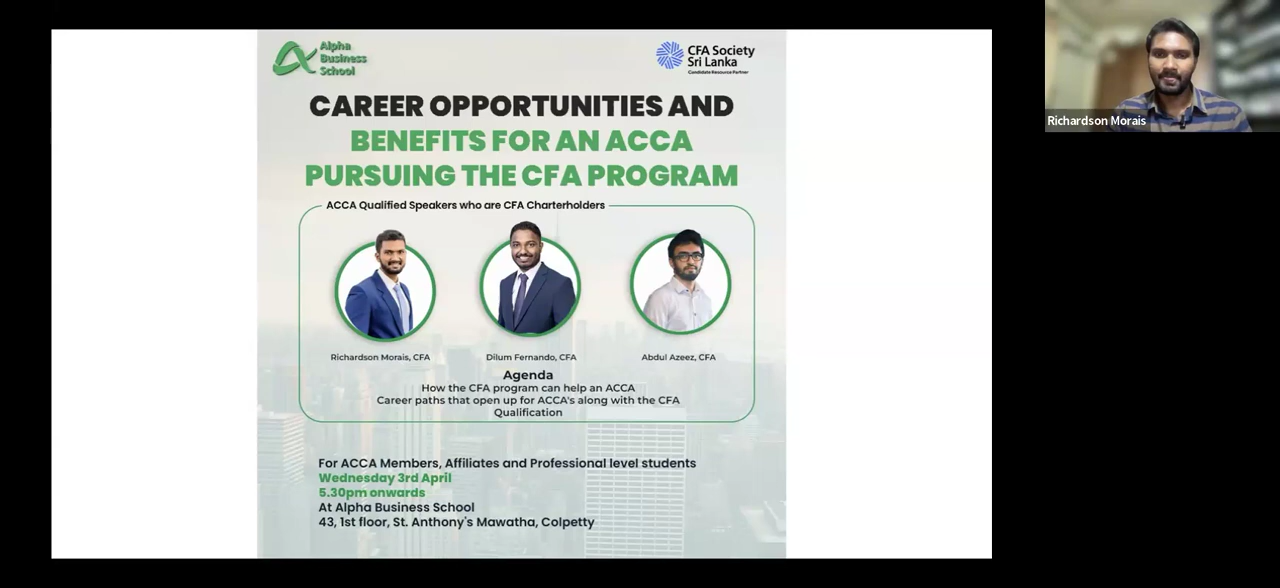 Alpha
Business
School
CFA Society
Sri Lanka
Candidate Resource Partner
CAREER OPPORTUNITIES AND
BENEFITS FOR AN ACCA
PURSUING THE CFA PROGRAM
ACCA Qualified Speakers who are CFA Charterholders
Richardson Morais, CFA
Dilum Fernando, CFA
Abdul Azeez, CFA
Agenda
How the CFA program can help an ACCA
Career paths that open up for ACCA's along with the CFA
Qualification
For ACCA Members, Affiliates and Professional level students
Wednesday 3rd April
5.30pm onwards
At Alpha Business School
43, 1st floor, St. Anthony's Mawatha, Colpetty
Richardson Morais